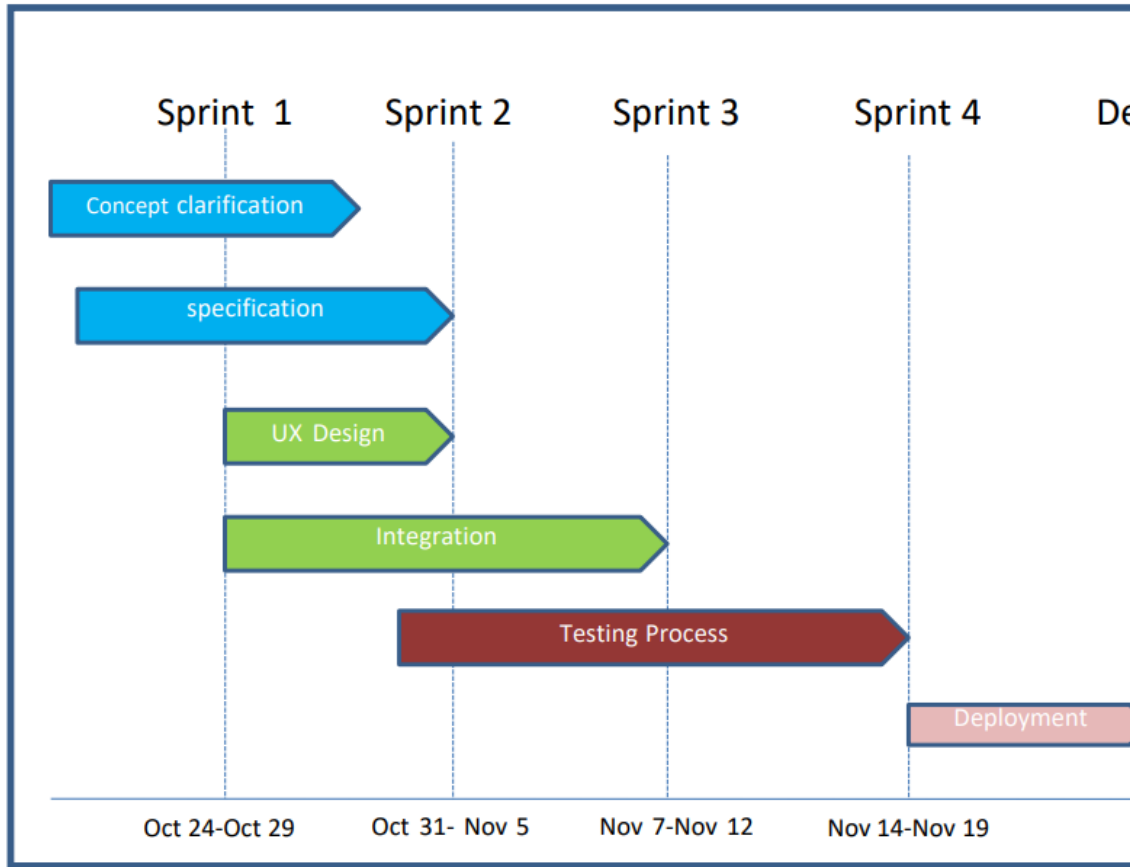 Sprint 1
Sprint 2
Sprint 3
Sprint 4
De
Concept clarification
specification
UX Design
Integration
Testing Process
Deployment
Oct 24-Oct 29
Oct 31- Nov 5
Nov 7-Nov 12
Nov 14-Nov 19